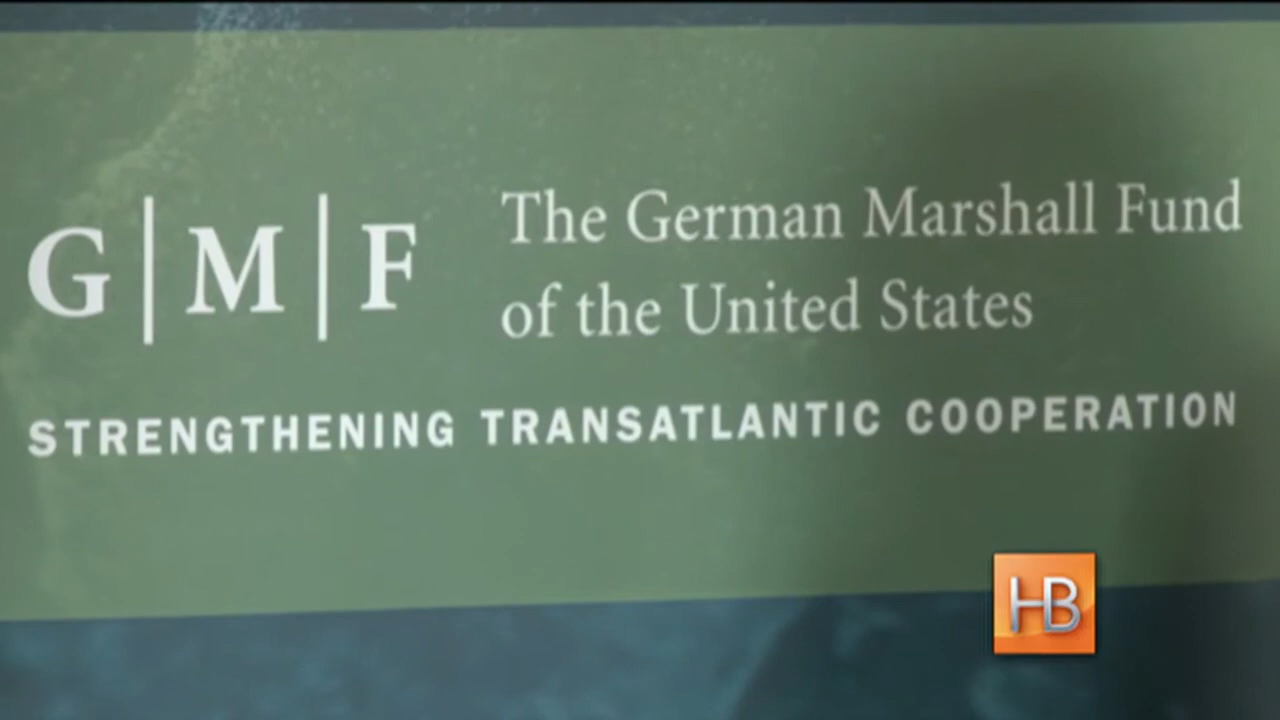 G|M|F
The German Marshall Fund
of the United States
STRENGTHENING TRANSATLANTIC COOPERATION
HB